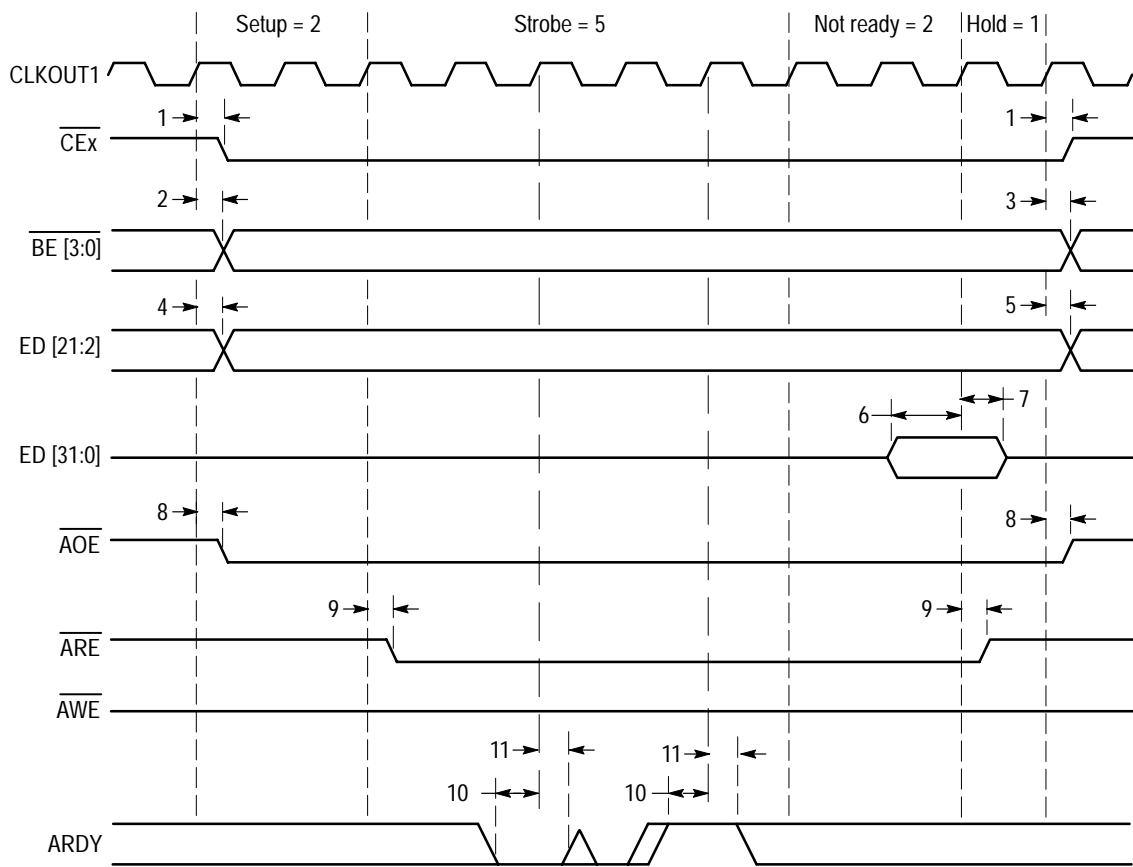 Setup = 2 Strobe = 5 Not ready = 2 Hold = 1
CLKOUT1
1 1
CEx
2 3
BE [3:0]
4 5
ED [21:2]
6 7
ED [31:0]
8 8
AOE
9 9
ARE
AWE
11 11
10 10
ARDY